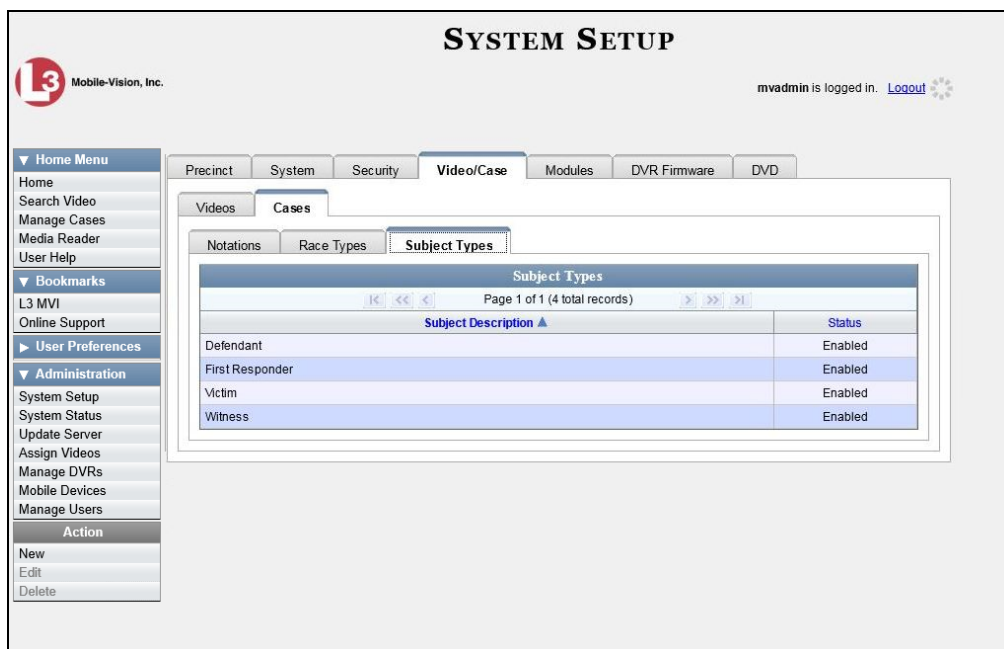 SYSTEM SETUP
L3 Mobile-Vision, Inc.
mvadmin is logged in. Logout
▼ Home Menu
Home
Search Video
Manage Cases
Media Reader
User Help
▼ Bookmarks
L3 MVI
Online Support
▶ User Preferences
▼ Administration
System Setup
System Status
Update Server
Assign Videos
Manage DVRs
Mobile Devices
Manage Users
Action
New
Edit
Delete
Precinct System Security Video/Case Modules DVR Firmware DVD
Videos Cases
Notations Race Types Subject Types
Subject Types
|< << < Page 1 of 1 (4 total records) > >> >|
Subject Description ▲ Status
Defendant Enabled
First Responder Enabled
Victim Enabled
Witness Enabled